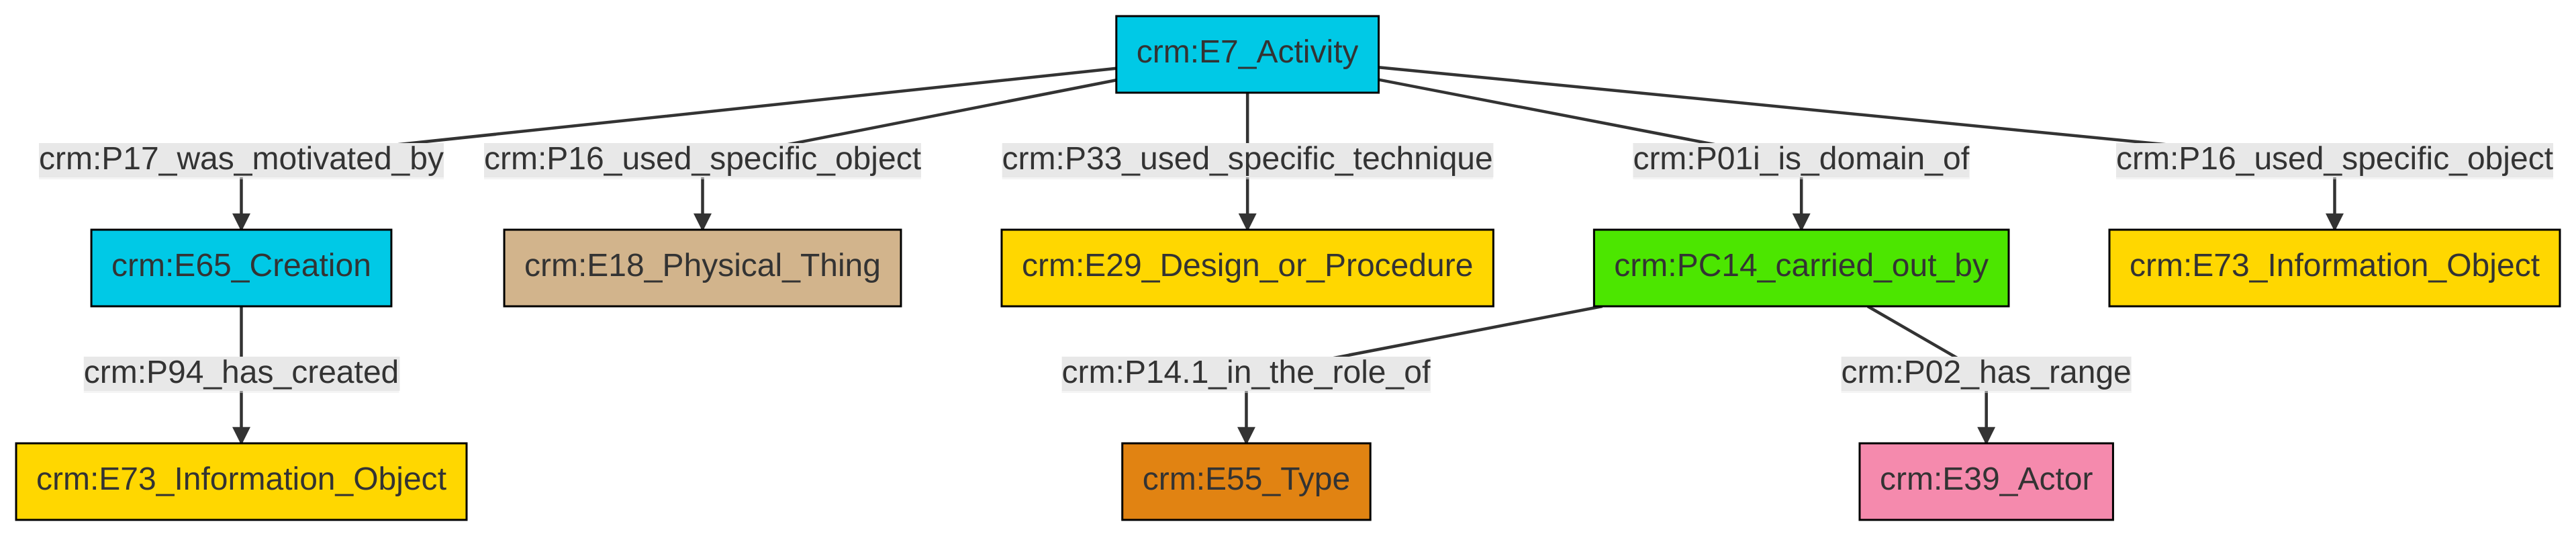 crm:E7_Activity
crm:P17_was_motivated_by
crm:P16_used_specific_object
crm:P33_used_specific_technique
crm:P01i_is_domain_of
crm:P16_used_specific_object
crm:E65_Creation
crm:E18_Physical_Thing
crm:E29_Design_or_Procedure
crm:PC14_carried_out_by
crm:E73_Information_Object
crm:P94_has_created
crm:P14.1_in_the_role_of
crm:P02_has_range
crm:E73_Information_Object
crm:E55_Type
crm:E39_Actor